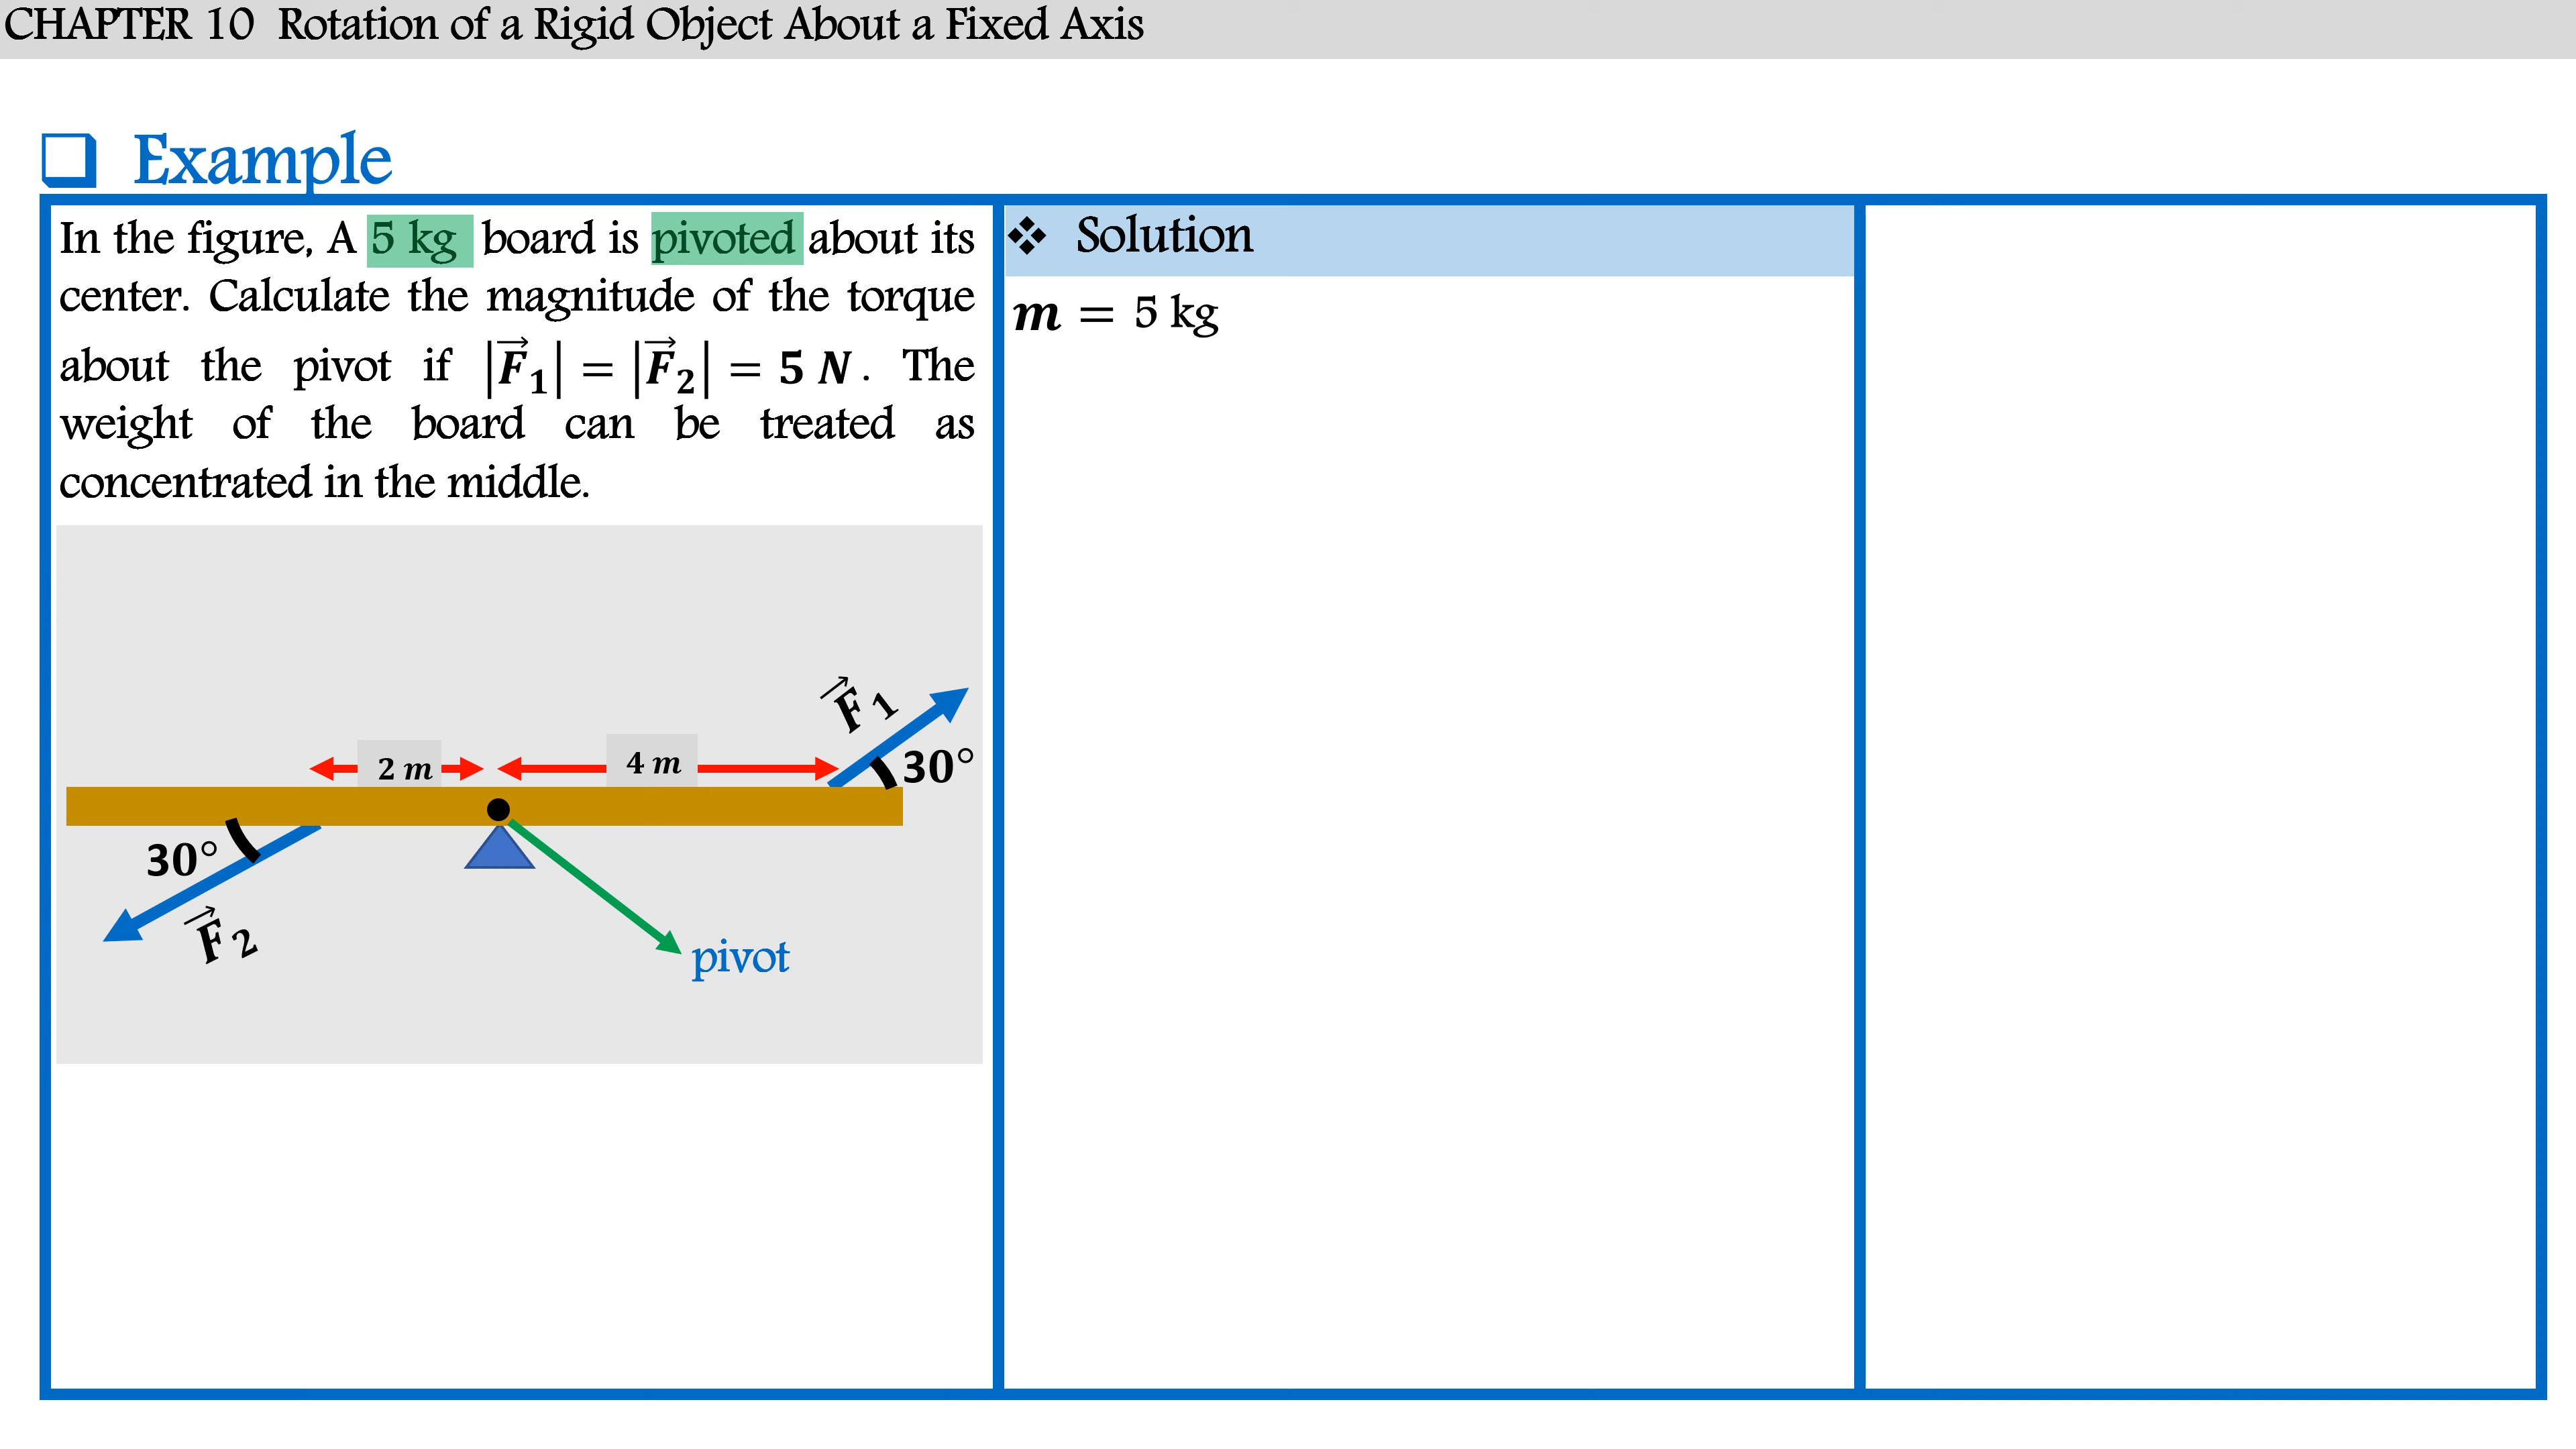 CHAPTER 10 Rotation of a Rigid Object About a Fixed Axis
❑ Example
In the figure, A 5 kg board is pivoted about its
center. Calculate the magnitude of the torque
about the pivot if |F⃗₁| = |F⃗₂| = 5 N. The
weight of the board can be treated as
concentrated in the middle.
F⃗₁
30°
2 m
4 m
30°
F⃗₂
pivot
❖ Solution
m = 5 kg